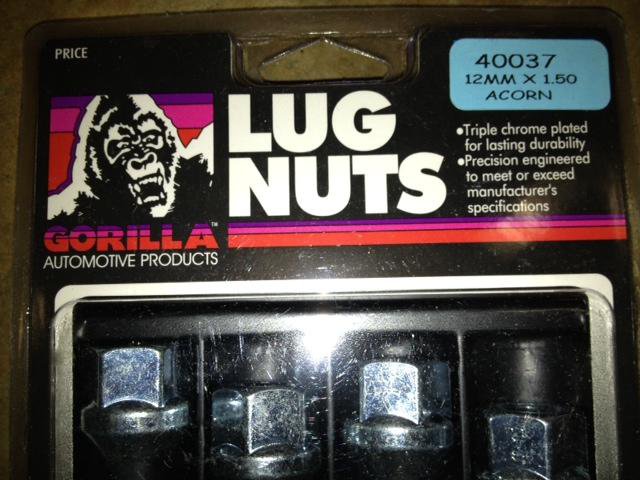 PRICE
40037
12MM X 1.50
ACORN
LUG
NUTS
•Triple chrome plated
for lasting durability
•Precision engineered
to meet or exceed
manufacturer's
specifications
GORILLA™
AUTOMOTIVE PRODUCTS